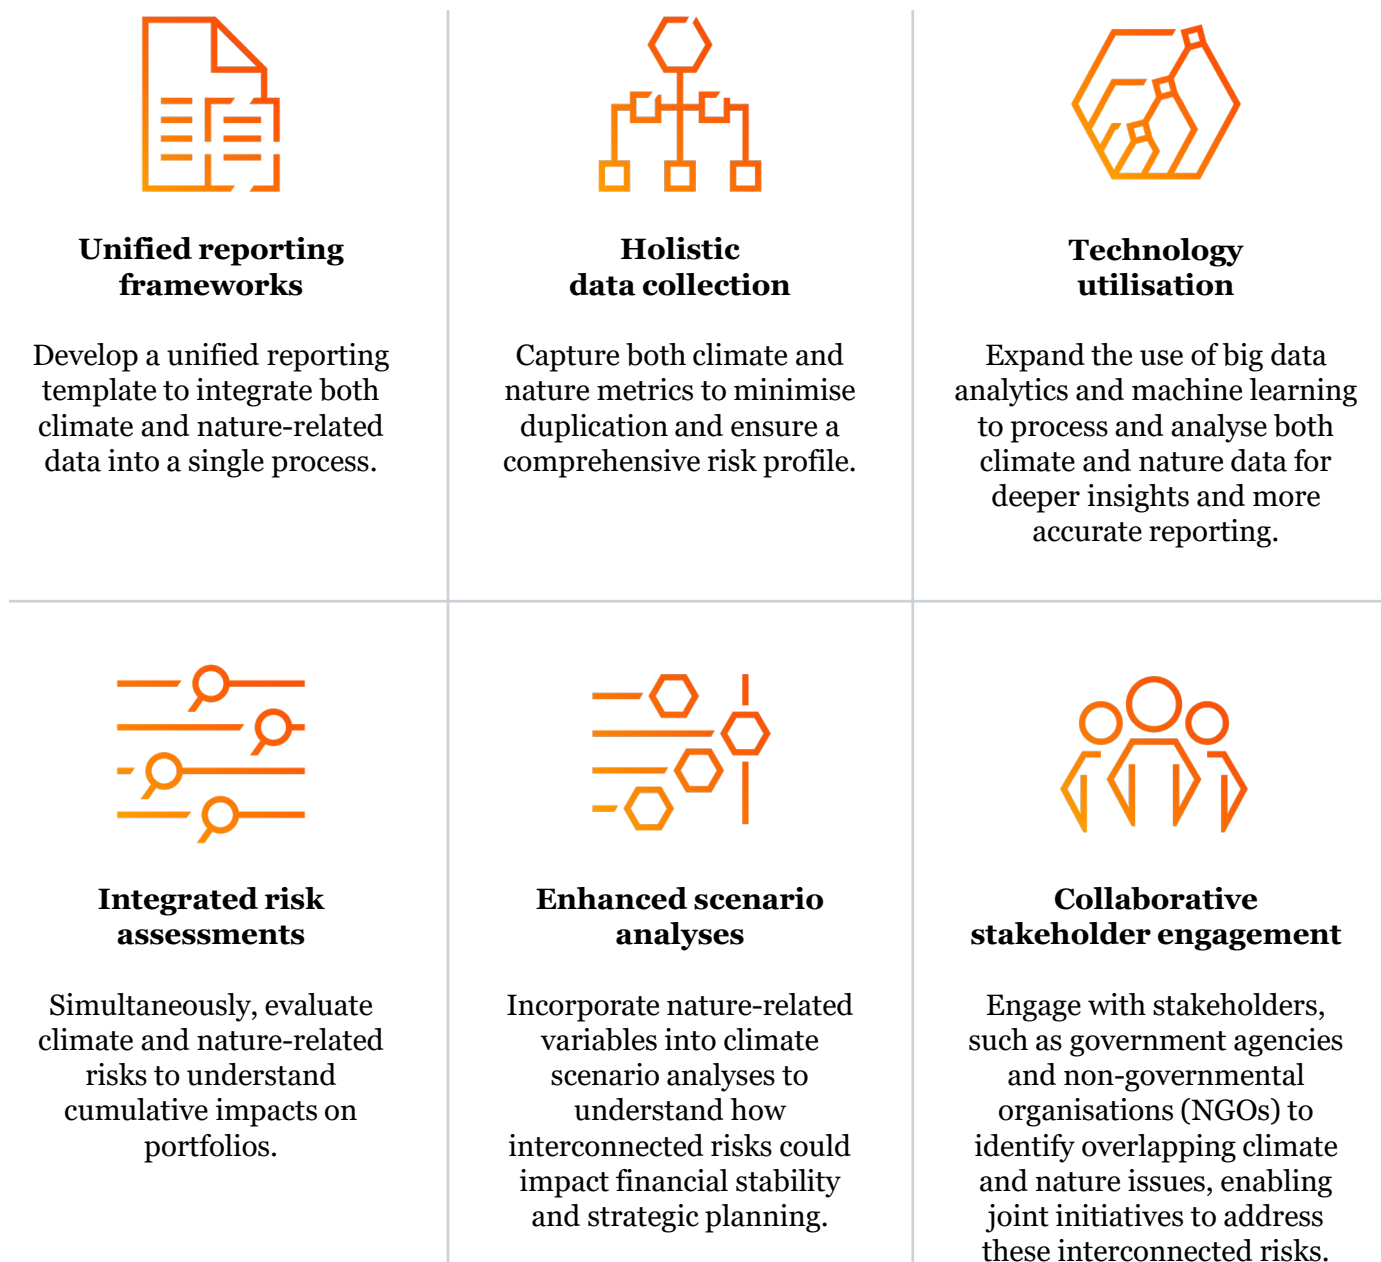 Unified reporting
frameworks
Develop a unified reporting
template to integrate both
climate and nature-related
data into a single process.
Holistic
data collection
Capture both climate and
nature metrics to minimise
duplication and ensure a
comprehensive risk profile.
Technology
utilisation
Expand the use of big data
analytics and machine learning
to process and analyse both
climate and nature data for
deeper insights and more
accurate reporting.
Integrated risk
assessments
Simultaneously, evaluate
climate and nature-related
risks to understand
cumulative impacts on
portfolios.
Enhanced scenario
analyses
Incorporate nature-related
variables into climate
scenario analyses to
understand how
interconnected risks could
impact financial stability
and strategic planning.
Collaborative
stakeholder engagement
Engage with stakeholders,
such as government agencies
and non-governmental
organisations (NGOs) to
identify overlapping climate
and nature issues, enabling
joint initiatives to address
these interconnected risks.